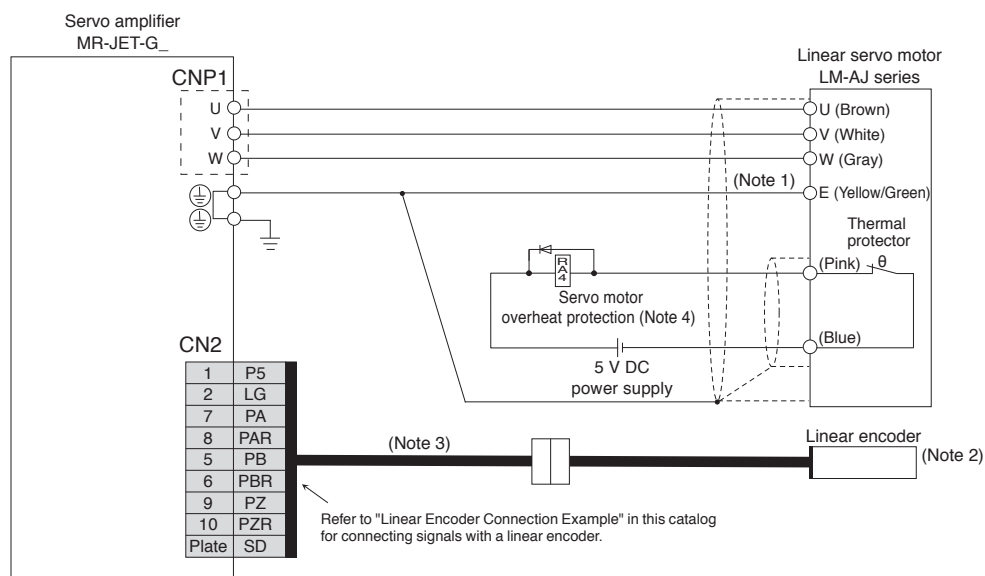 Servo amplifier
MR-JET-G_
Linear servo motor
LM-AJ series
CNP1
U
V
W
U (Brown)
V (White)
W (Gray)
(Note 1)
E (Yellow/Green)
Thermal
protector
(Pink)
θ
RA4
Servo motor
overheat protection (Note 4)
(Blue)
5 V DC
power supply
CN2
1 P5
2 LG
7 PA
8 PAR
5 PB
6 PBR
9 PZ
10 PZR
Plate SD
(Note 3)
Linear encoder
(Note 2)
Refer to "Linear Encoder Connection Example" in this catalog
for connecting signals with a linear encoder.